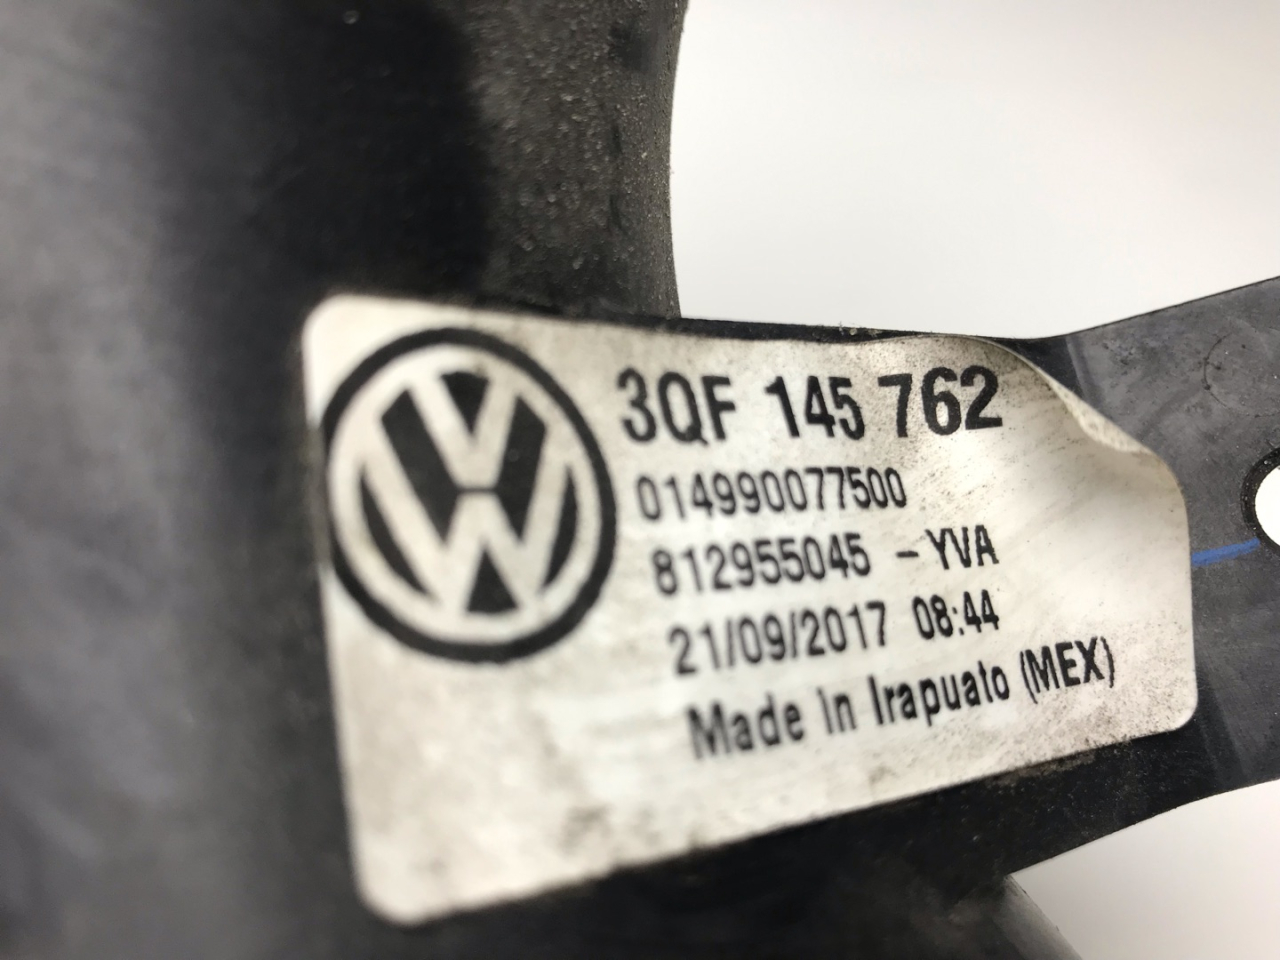 3QF 145 762
014990077500
812955045 - YVA
21/09/2017 08:44
Made in Irapuato (MEX)